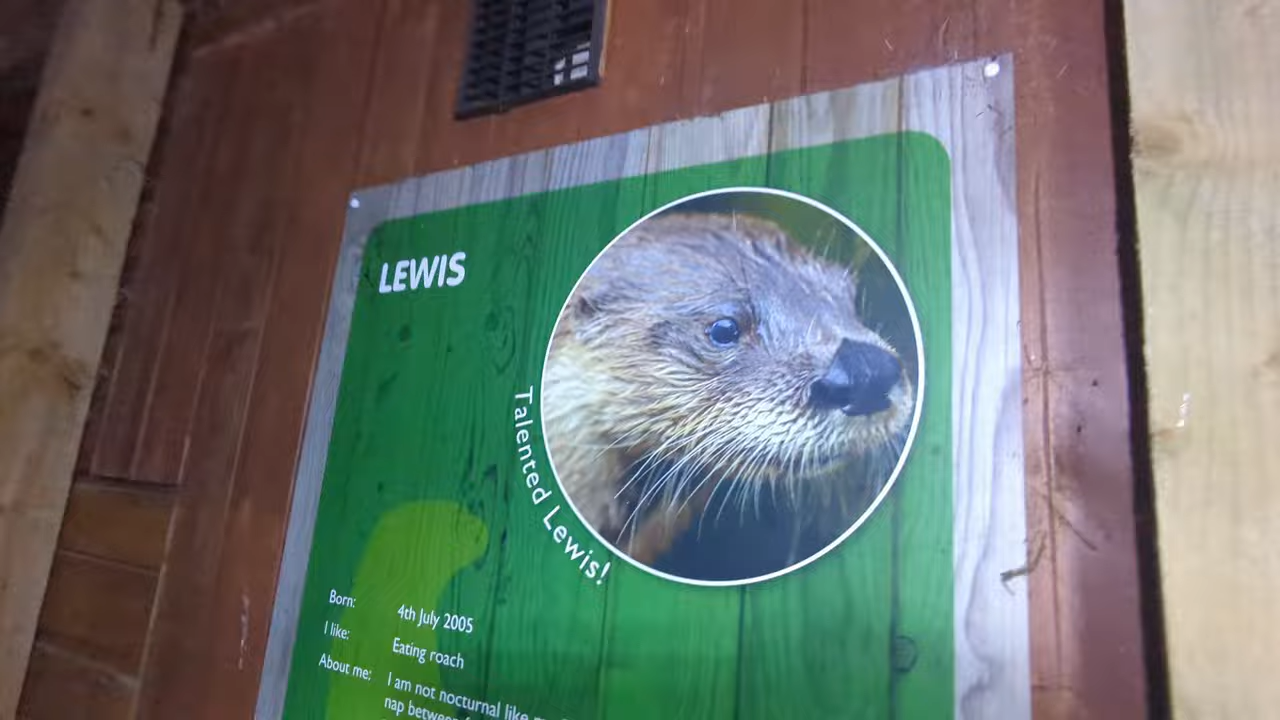 LEWIS
Talented Lewis!
Born: 4th July 2005
I like: Eating roach
About me: I am not nocturnal like
nap between